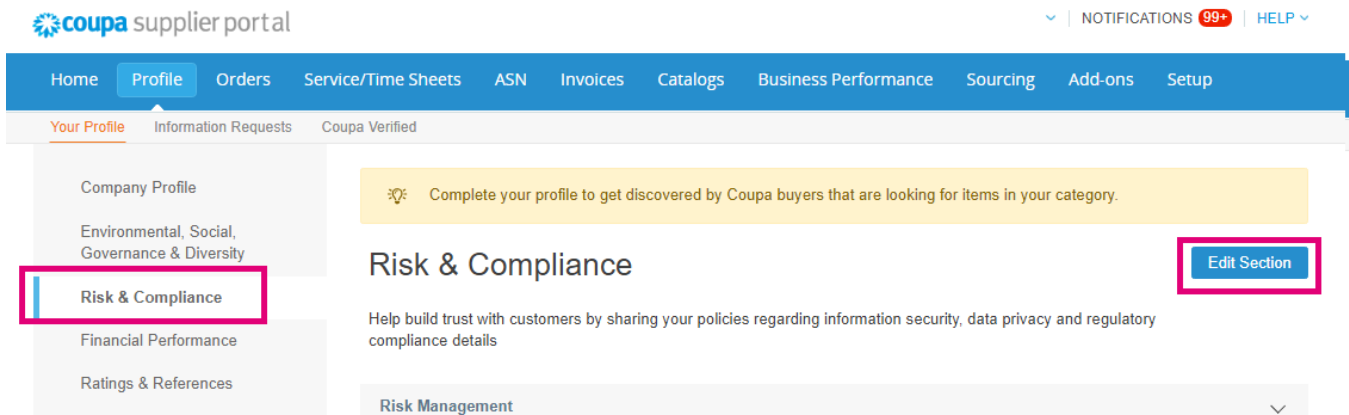 coupa supplier portal
NOTIFICATIONS 99+ HELP
Home Profile Orders Service/Time Sheets ASN Invoices Catalogs Business Performance Sourcing Add-ons Setup
Your Profile Information Requests Coupa Verified
Company Profile
Environmental, Social,
Governance & Diversity
Risk & Compliance
Financial Performance
Ratings & References
Complete your profile to get discovered by Coupa buyers that are looking for items in your category.
Risk & Compliance
Edit Section
Help build trust with customers by sharing your policies regarding information security, data privacy and regulatory
compliance details
Risk Management